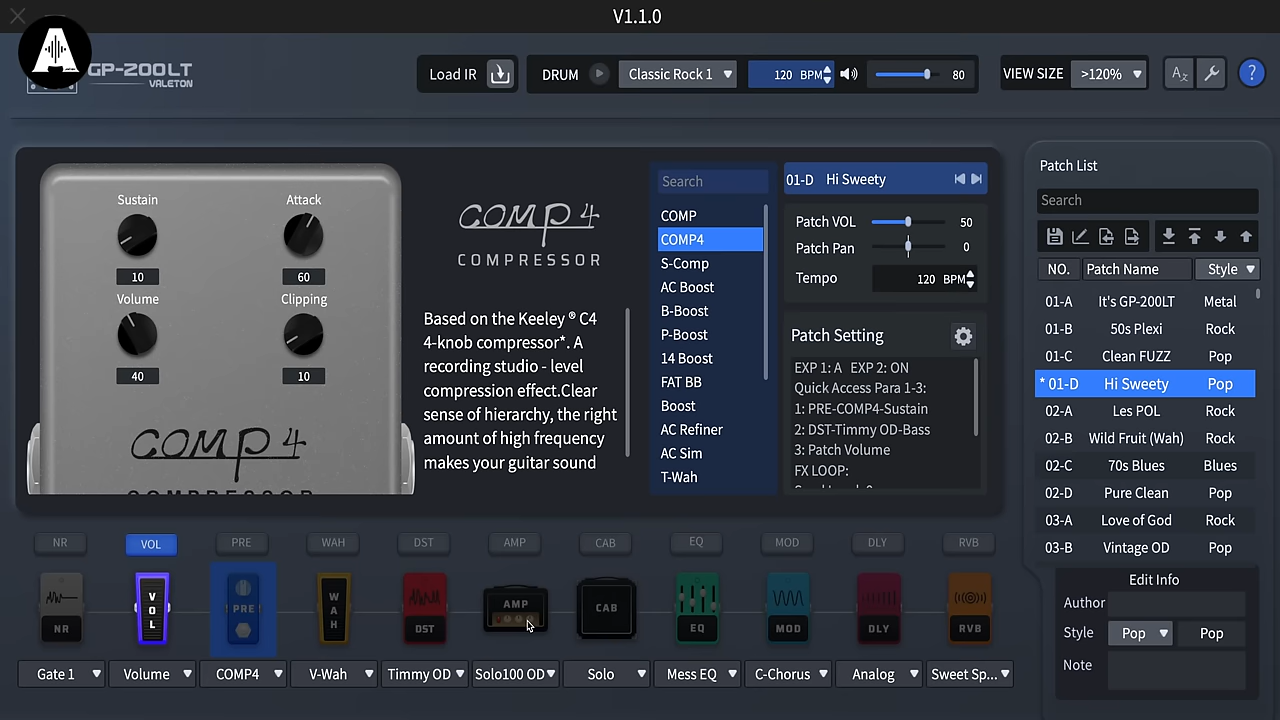 V1.1.0
A
GP-200LT
VALETON
Load IR
DRUM
Classic Rock 1
120 BPM
80
VIEW SIZE
>120%
Az
?
Sustain
Attack
10
60
Volume
Clipping
40
10
COMP 4
COMP 4
COMPRESSOR
Based on the Keeley ® C4
4-knob compressor*. A
recording studio - level
compression effect.Clear
sense of hierarchy, the right
amount of high frequency
makes your guitar sound
Search
COMP
COMP4
S-Comp
AC Boost
B-Boost
P-Boost
14 Boost
FAT BB
Boost
AC Refiner
AC Sim
T-Wah
01-D Hi Sweety
Patch VOL 50
Patch Pan 0
Tempo 120 BPM
Patch Setting
EXP 1: A EXP 2: ON
Quick Access Para 1-3:
1: PRE-COMP4-Sustain
2: DST-Timmy OD-Bass
3: Patch Volume
FX LOOP:
Patch List
Search
NO. Patch Name Style
01-A It's GP-200LT Metal
01-B 50s Plexi Rock
01-C Clean FUZZ Pop
* 01-D Hi Sweety Pop
02-A Les POL Rock
02-B Wild Fruit (Wah) Rock
02-C 70s Blues Blues
02-D Pure Clean Pop
03-A Love of God Rock
03-B Vintage OD Pop
Edit Info
Author
Style Pop Pop
Note
NR VOL PRE WAH DST AMP CAB EQ MOD DLY RVB
NR VOL PRE WAH DST AMP CAB EQ MOD DLY RVB
Gate 1 Volume COMP4 V-Wah Timmy OD Solo100 OD Solo Mess EQ C-Chorus Analog Sweet Sp...